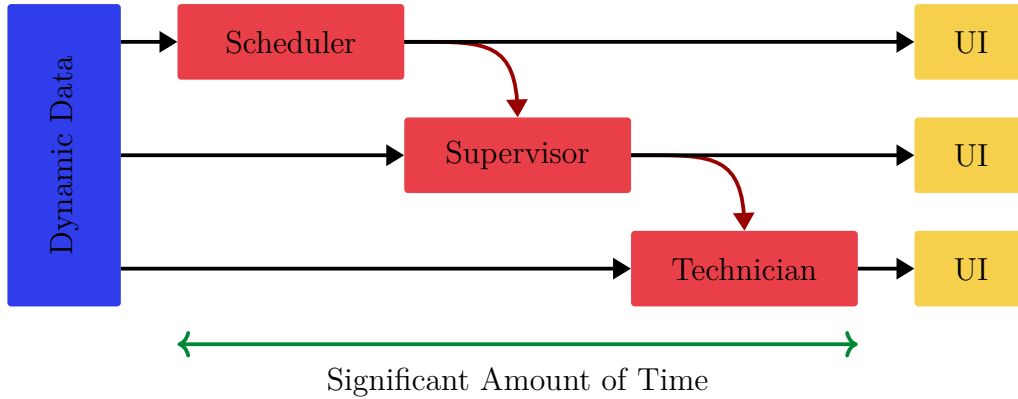 Dynamic Data
Scheduler
UI
Supervisor
UI
Technician
UI
Significant Amount of Time